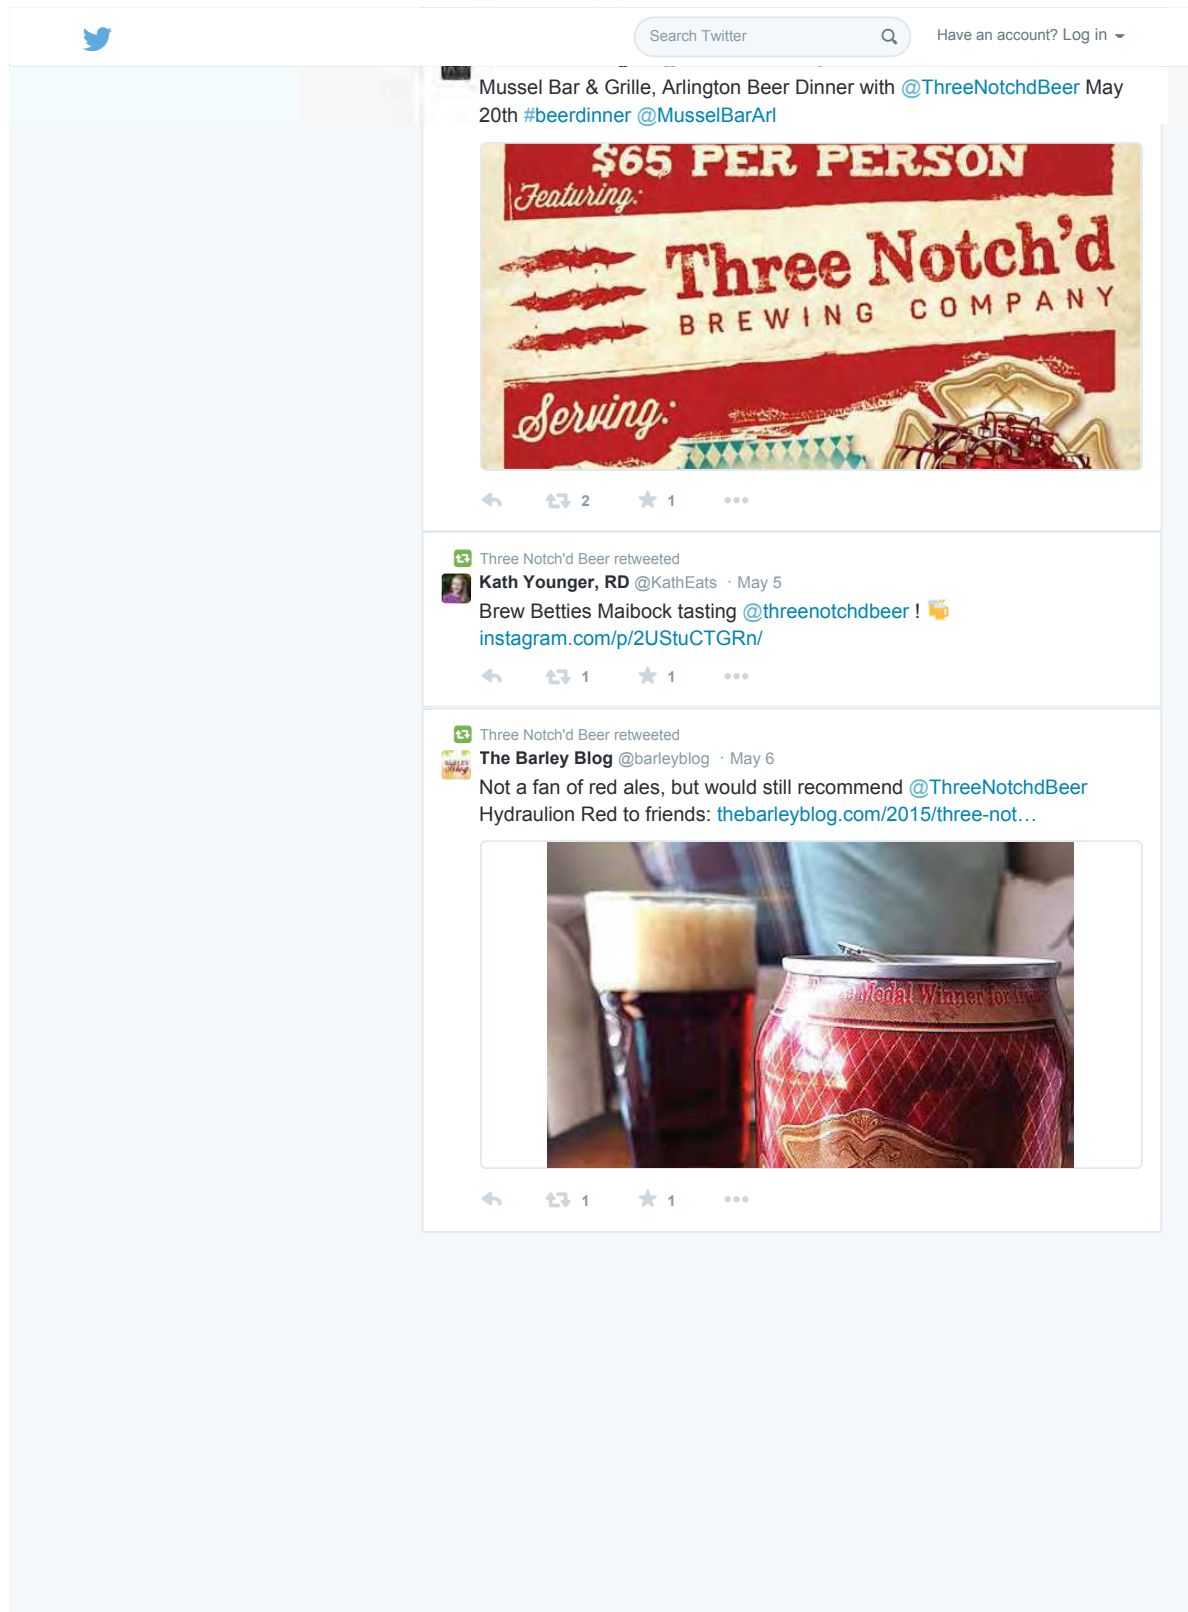 Search Twitter
Have an account? Log in
Mussel Bar & Grille, Arlington Beer Dinner with @ThreeNotchdBeer May
20th #beerdinner @MusselBarArl
$65 PER PERSON
Featuring:
Three Notch'd
BREWING COMPANY
Serving:
2
1
Three Notch'd Beer retweeted
Kath Younger, RD @KathEats · May 5
Brew Betties Maibock tasting @threenotchdbeer !
instagram.com/p/2UStuCTGRn/
1
1
Three Notch'd Beer retweeted
The Barley Blog @barleyblog · May 6
Not a fan of red ales, but would still recommend @ThreeNotchdBeer
Hydraulion Red to friends: thebarleyblog.com/2015/three-not…
Medal Winner for
1
1